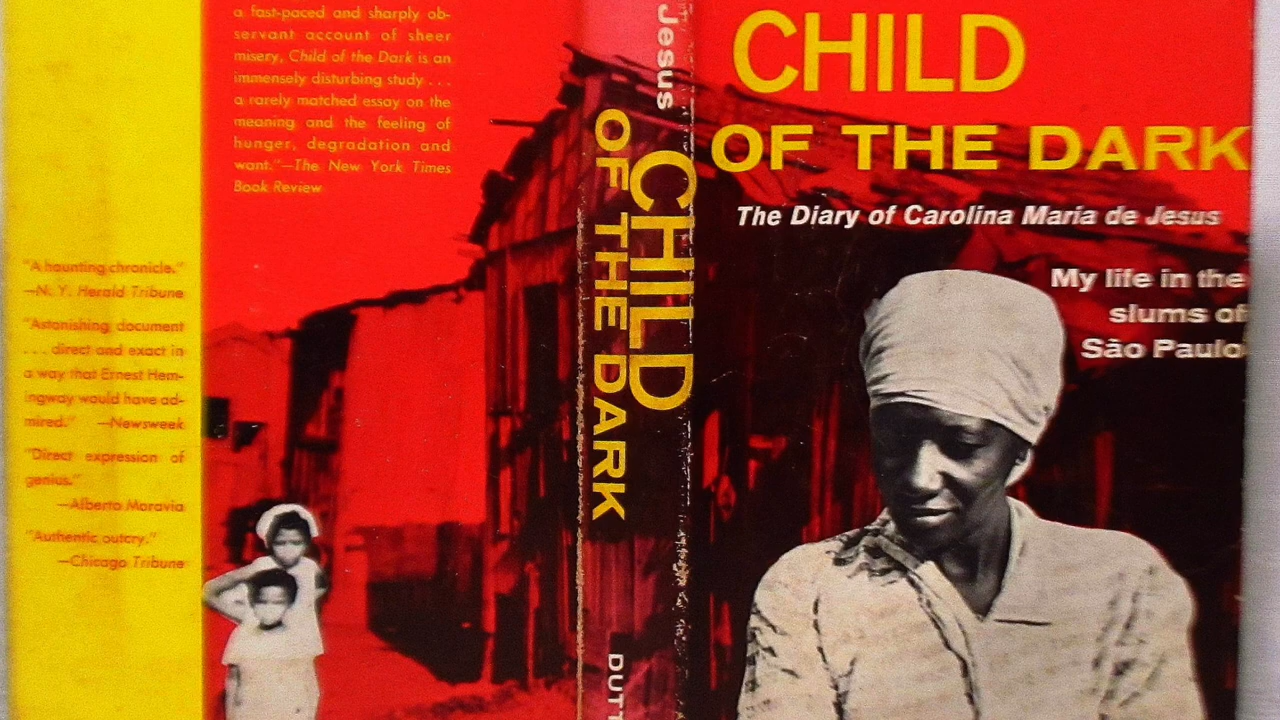 a fast-paced and sharply ob-
servant account of sheer
misery, Child of the Dark is an
immensely disturbing study . . .
a rarely matched essay on the
meaning and the feeling of
hunger, degradation and
want."—The New York Times
Book Review
"A haunting chronicle."
—N. Y. Herald Tribune
"Astonishing document
. . . direct and exact in
a way that Ernest Hem-
ingway would have ad-
mired." —Newsweek
"Direct expression of
genius."
—Alberto Moravia
"Authentic outcry."
—Chicago Tribune
Jesus
CHILD
OF THE DARK
DUTT
CHILD
OF THE DARK
The Diary of Carolina Maria de Jesus
My life in the
slums of
São Paulo